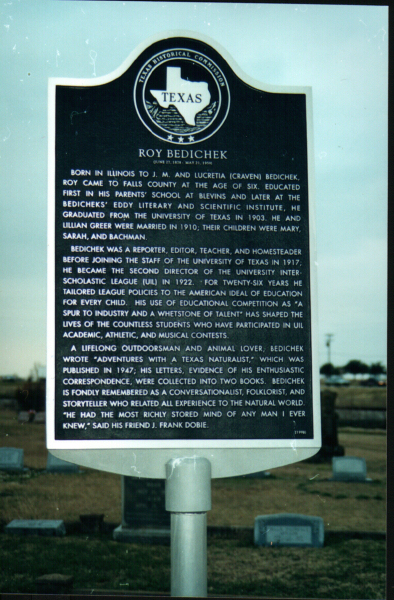 TEXAS HISTORICAL COMMISSION
TEXAS
ROY BEDICHEK
BORN IN ILLINOIS TO J. M. AND LUCRETIA (CRAVEN) BEDICHEK,
ROY CAME TO FALLS COUNTY AT THE AGE OF SIX. EDUCATED
FIRST IN HIS PARENTS' SCHOOL AT BLEVINS AND LATER AT THE
BEDICHEKS' EDDY LITERARY AND SCIENTIFIC INSTITUTE, HE
GRADUATED FROM THE UNIVERSITY OF TEXAS IN 1903. HE AND
LILLIAN GREER WERE MARRIED IN 1910; THEIR CHILDREN WERE MARY,
SARAH, AND BACHMAN.
BEDICHEK WAS A REPORTER, EDITOR, TEACHER, AND HOMESTEADER
BEFORE JOINING THE STAFF OF THE UNIVERSITY OF TEXAS IN 1917.
HE BECAME THE SECOND DIRECTOR OF THE UNIVERSITY INTER-
SCHOLASTIC LEAGUE (UIL) IN 1922. FOR TWENTY-SIX YEARS HE
TAILORED LEAGUE POLICIES TO THE AMERICAN IDEAL OF EDUCATION
FOR EVERY CHILD. HIS USE OF EDUCATIONAL COMPETITION AS "A
SPUR TO INDUSTRY AND A WHETSTONE OF TALENT" HAS SHAPED THE
LIVES OF THE COUNTLESS STUDENTS WHO HAVE PARTICIPATED IN UIL
ACADEMIC, ATHLETIC, AND MUSICAL CONTESTS.
A LIFELONG OUTDOORSMAN AND ANIMAL LOVER, BEDICHEK
WROTE "ADVENTURES WITH A TEXAS NATURALIST," WHICH WAS
PUBLISHED IN 1947; HIS LETTERS, EVIDENCE OF HIS ENTHUSIASTIC
CORRESPONDENCE, WERE COLLECTED INTO TWO BOOKS. BEDICHEK
IS FONDLY REMEMBERED AS A CONVERSATIONALIST, FOLKLORIST, AND
STORYTELLER WHO RELATED ALL EXPERIENCE TO THE NATURAL WORLD.
"HE HAD THE MOST RICHLY STORED MIND OF ANY MAN I EVER
KNEW," SAID HIS FRIEND J. FRANK DOBIE.